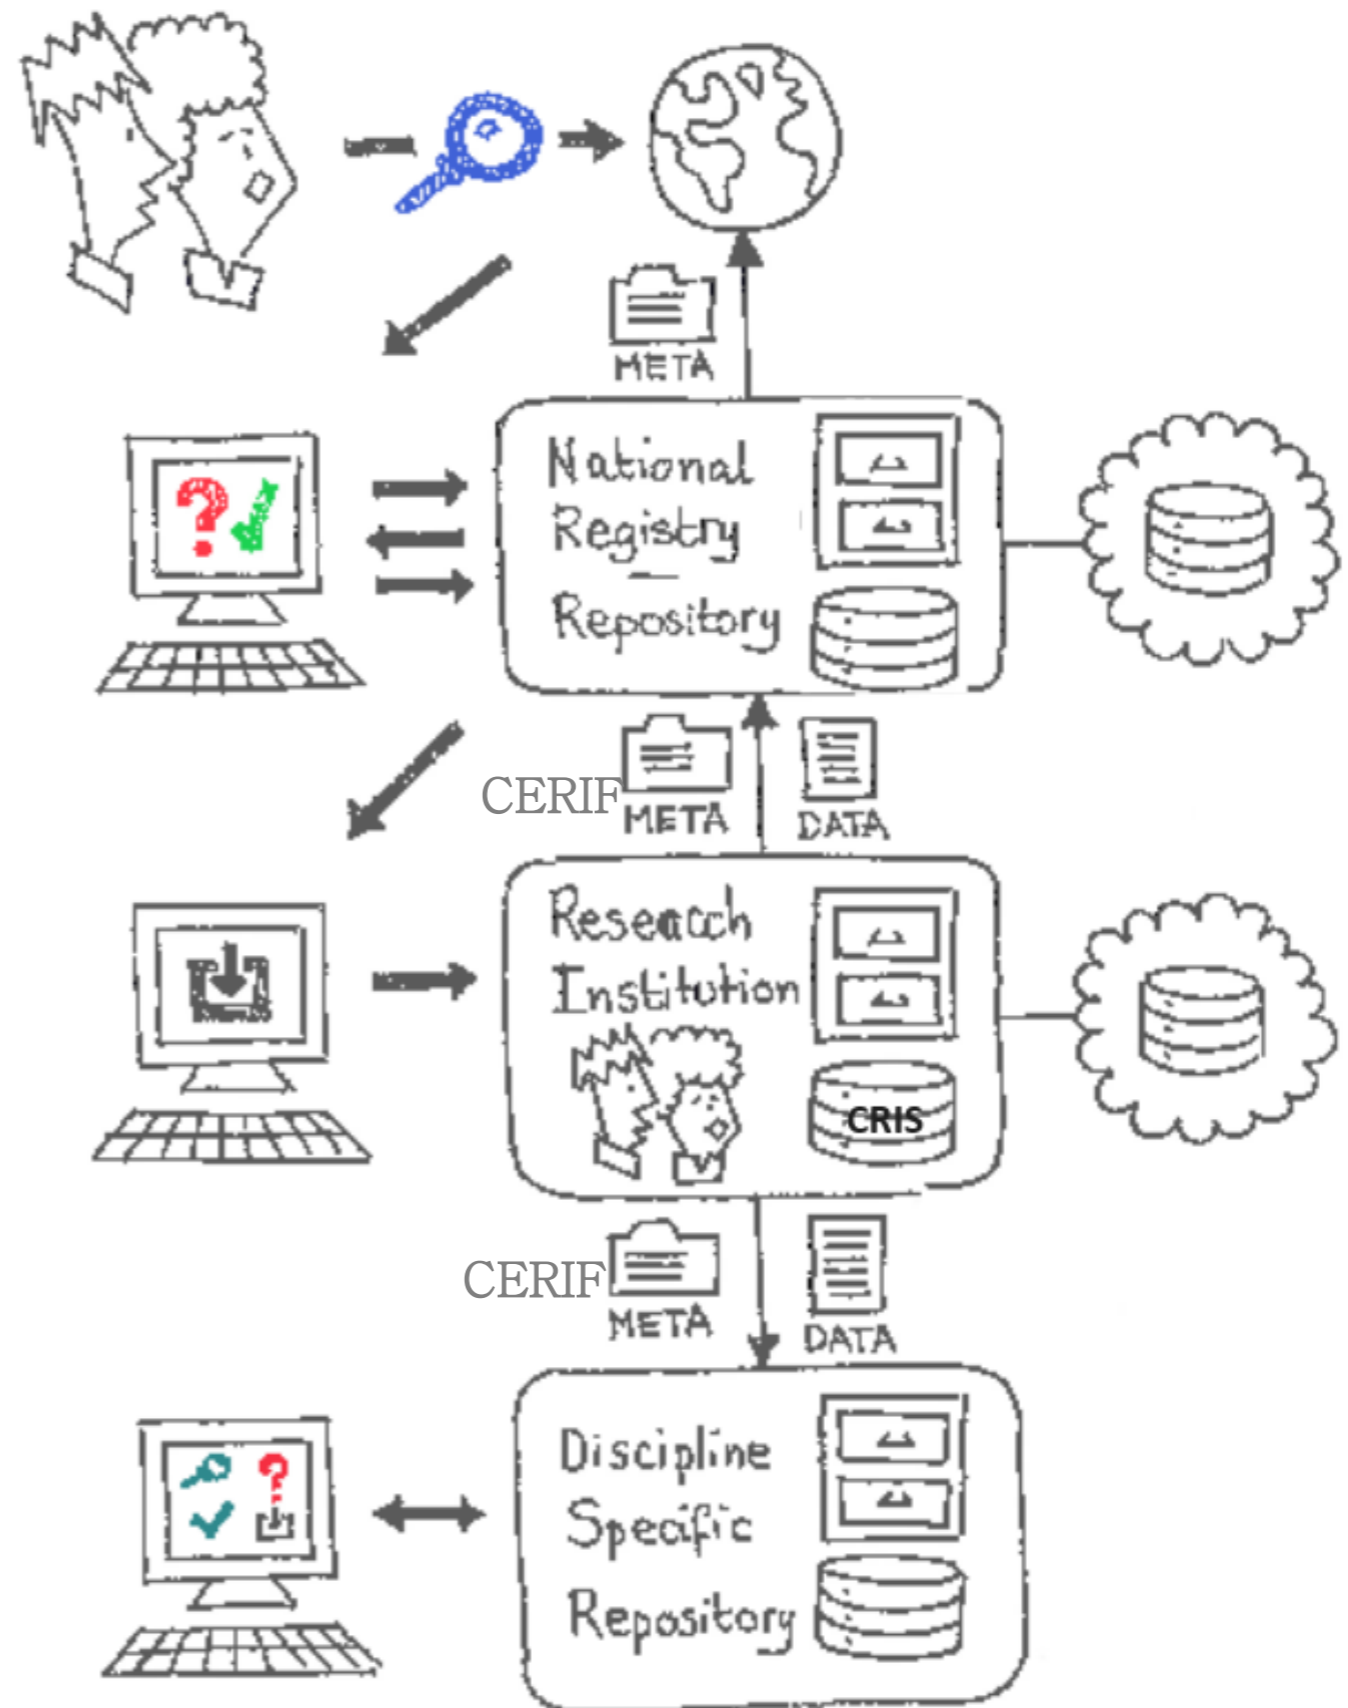 META
National
Registry
Repository
CERIF
META
DATA
Research
Institution
CRIS
CERIF
META
DATA
Discipline
Specific
Repository